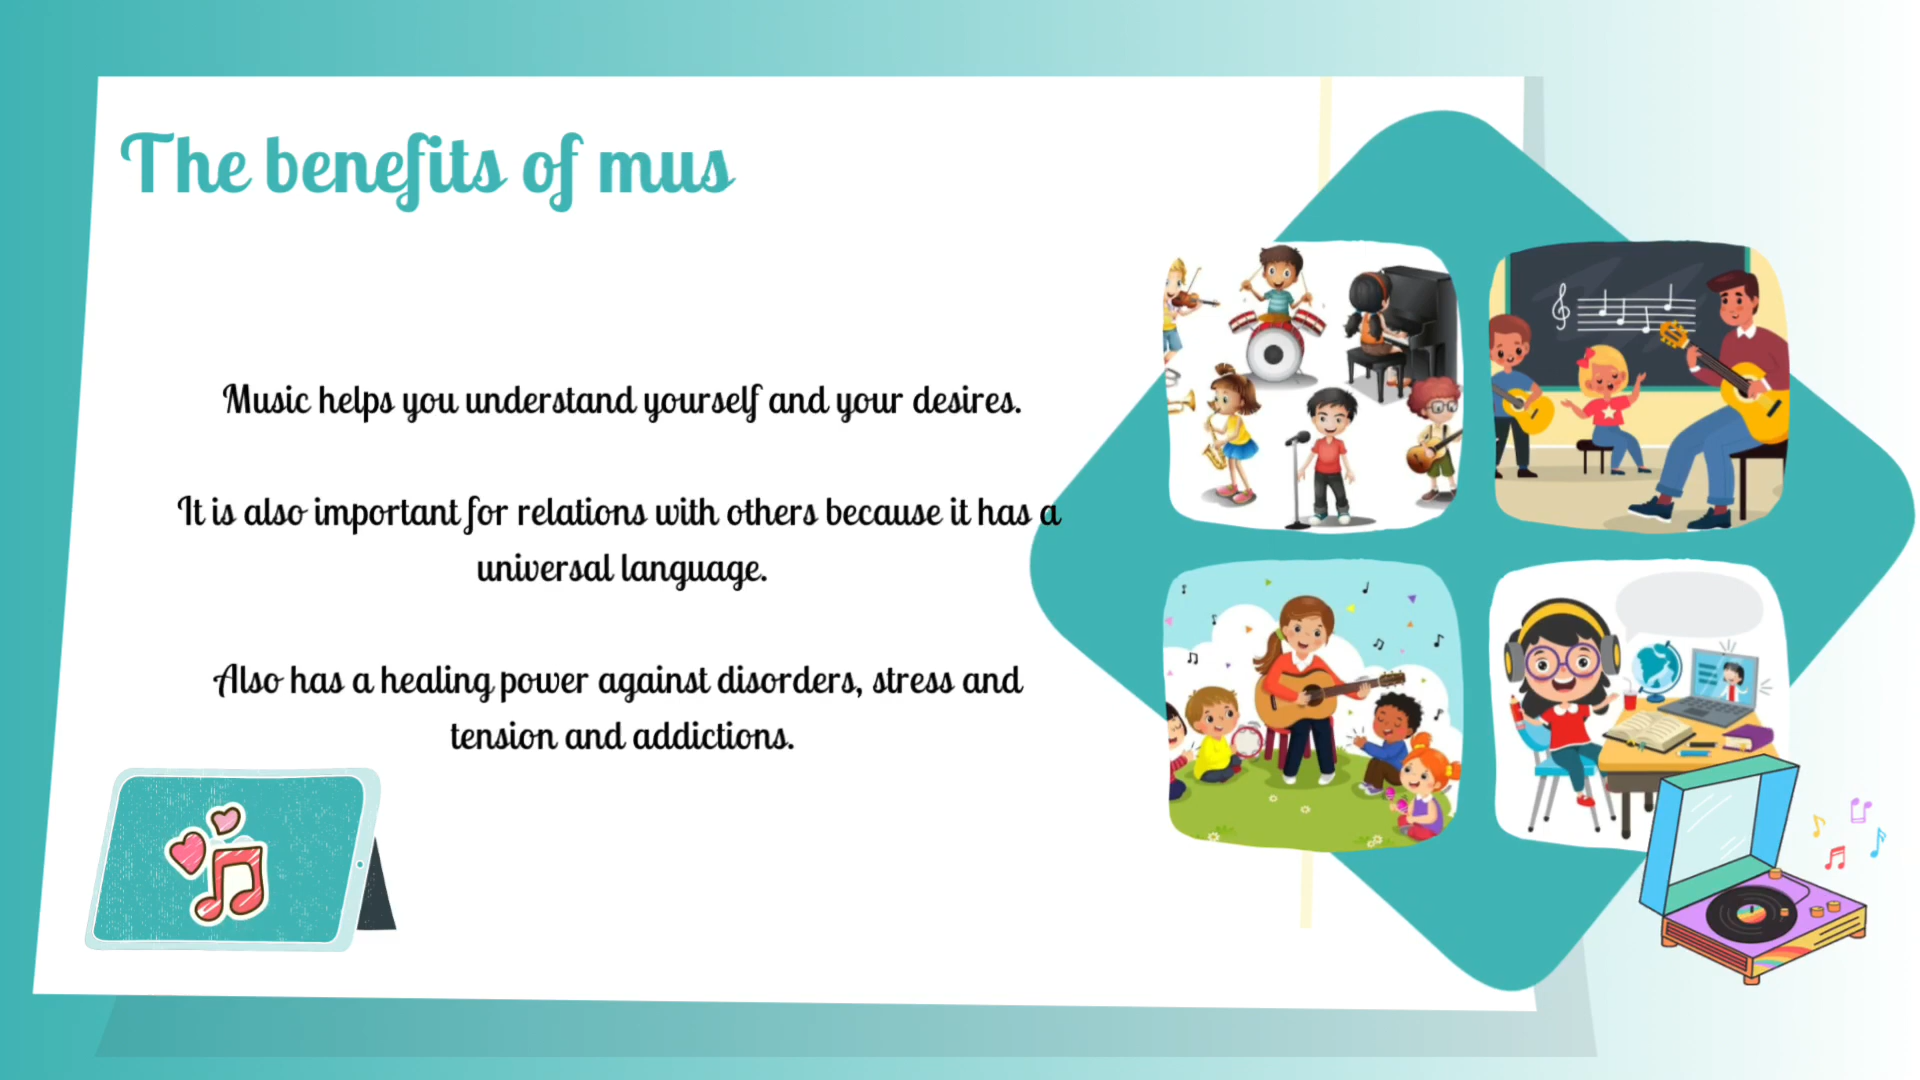 The benefits of mus
Music helps you understand yourself and your desires.
It is also important for relations with others because it has a
universal language.
Also has a healing power against disorders, stress and
tension and addictions.